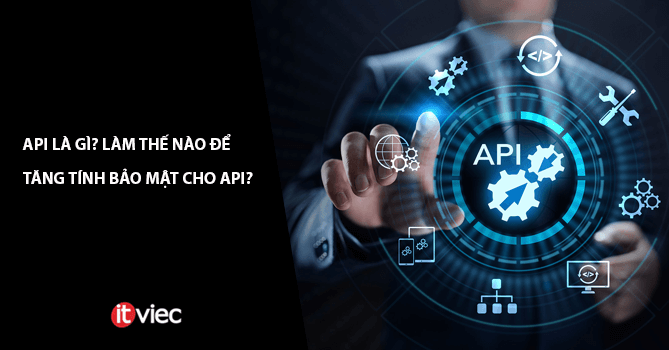 API LÀ GÌ? LÀM THẾ NÀO ĐỂ
TĂNG TÍNH BẢO MẬT CHO API?
itviec
API